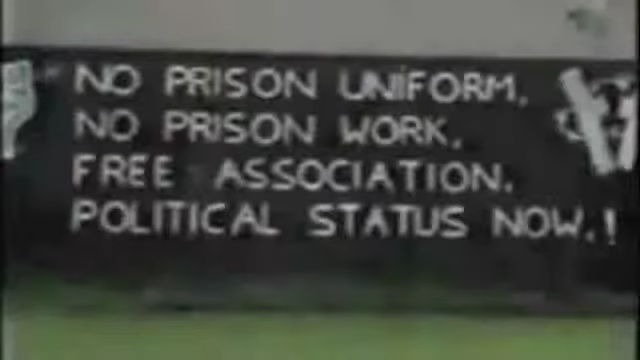 NO PRISON UNIFORM.
NO PRISON WORK.
FREE ASSOCIATION.
POLITICAL STATUS NOW.!